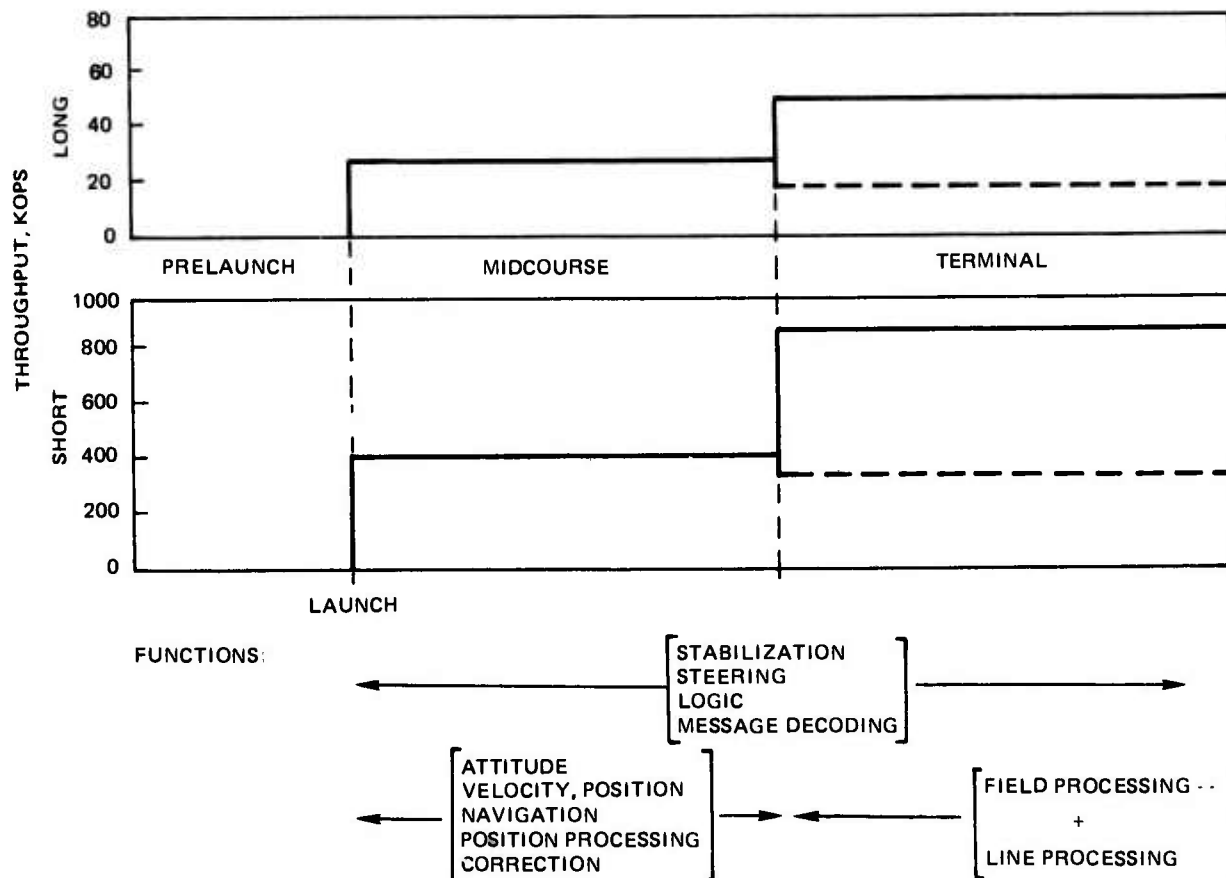 THROUGHPUT, KOPS
LONG
80
60
40
20
0
PRELAUNCH MIDCOURSE TERMINAL
SHORT
1000
800
600
400
200
0
LAUNCH
FUNCTIONS:
STABILIZATION
STEERING
LOGIC
MESSAGE DECODING
ATTITUDE
VELOCITY, POSITION
NAVIGATION
POSITION PROCESSING
CORRECTION
FIELD PROCESSING --
+
LINE PROCESSING